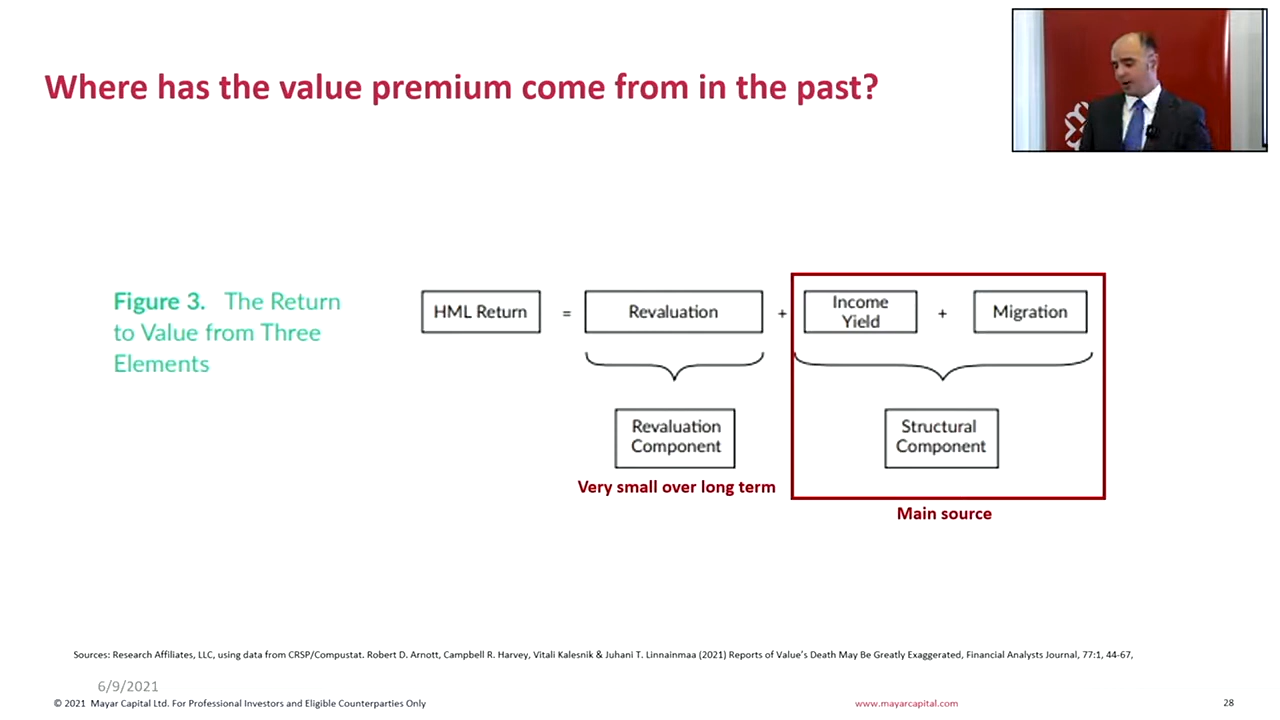 Where has the value premium come from in the past?
Figure 3. The Return
to Value from Three
Elements
HML Return = Revaluation + Income Yield + Migration
Revaluation
Component
Structural
Component
Very small over long term
Main source
Sources: Research Affiliates, LLC, using data from CRSP/Compustat. Robert D. Arnott, Campbell R. Harvey, Vitali Kalesnik & Juhani T. Linnainmaa (2021) Reports of Value's Death May Be Greatly Exaggerated, Financial Analysts Journal, 77:1, 44-67,
6/9/2021
© 2021 Mayar Capital Ltd. For Professional Investors and Eligible Counterparties Only
www.mayarcapital.com
28